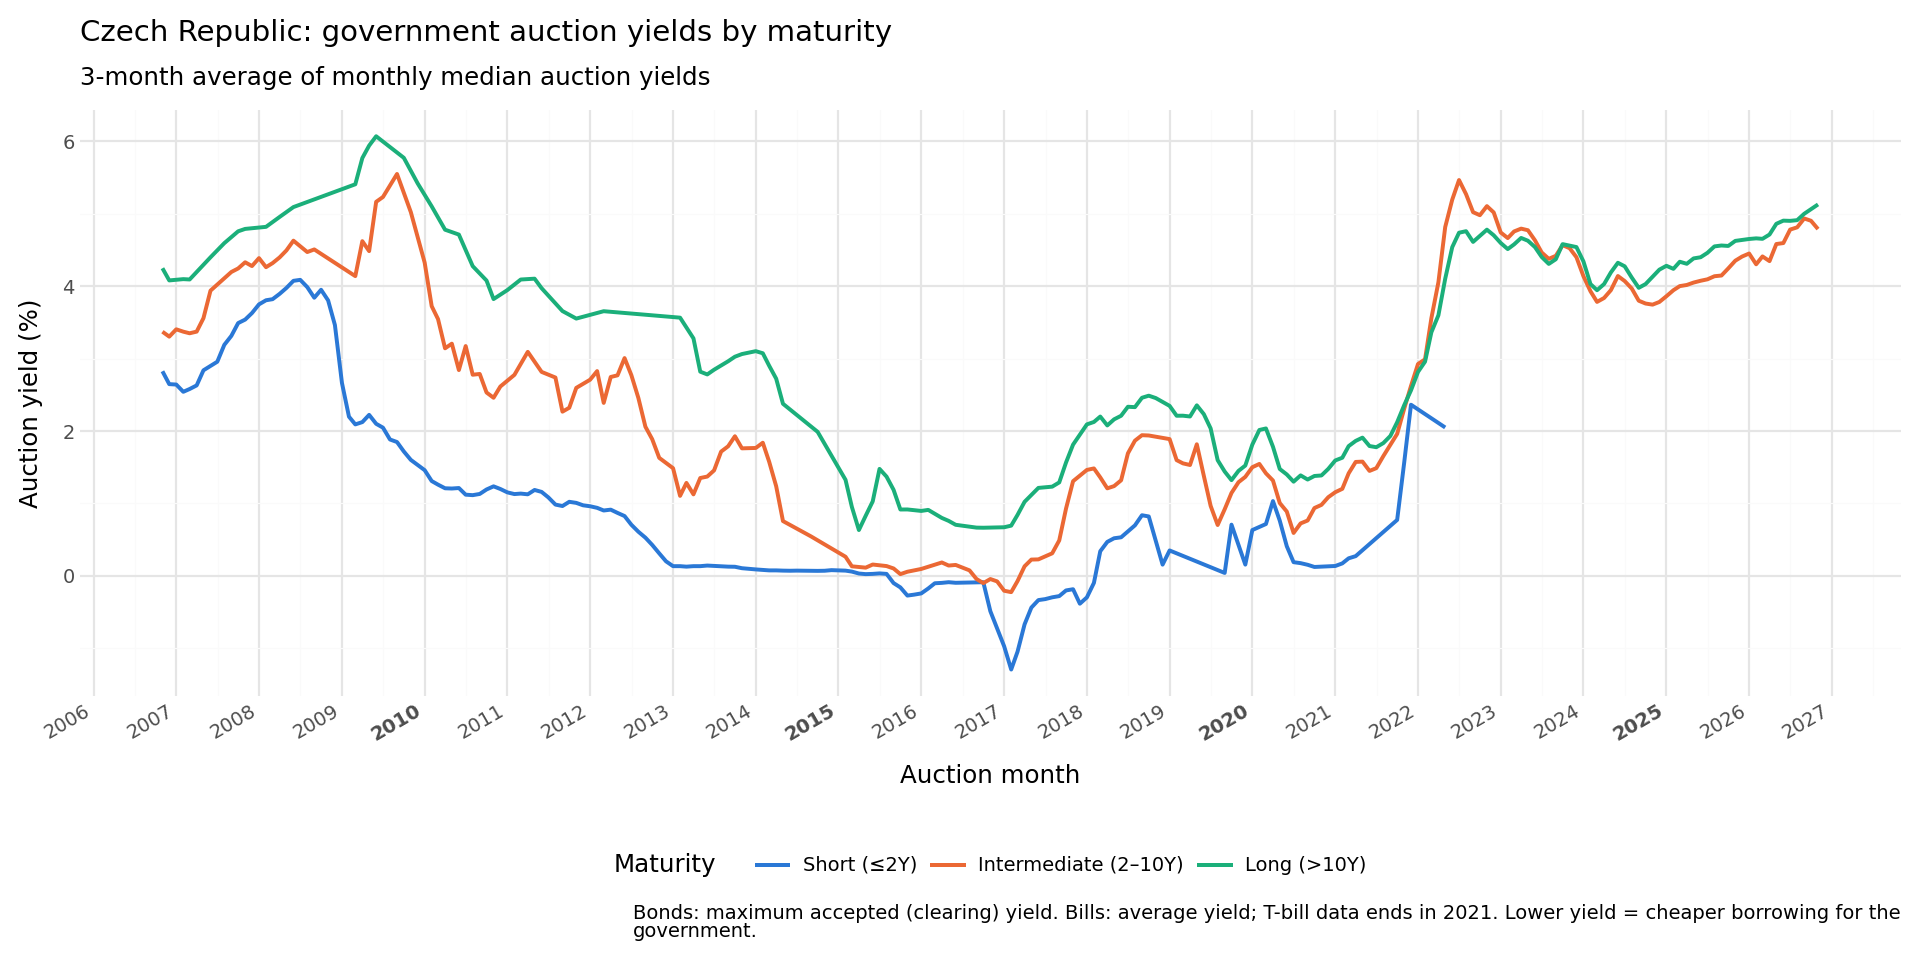 Czech Republic: government auction yields by maturity
3-month average of monthly median auction yields
Auction yield (%)
6
4
2
0
2006 2007 2008 2009 2010 2011 2012 2013 2014 2015 2016 2017 2018 2019 2020 2021 2022 2023 2024 2025 2026 2027
Auction month
Maturity Short (≤2Y) Intermediate (2–10Y) Long (>10Y)
Bonds: maximum accepted (clearing) yield. Bills: average yield; T-bill data ends in 2021. Lower yield = cheaper borrowing for the
government.